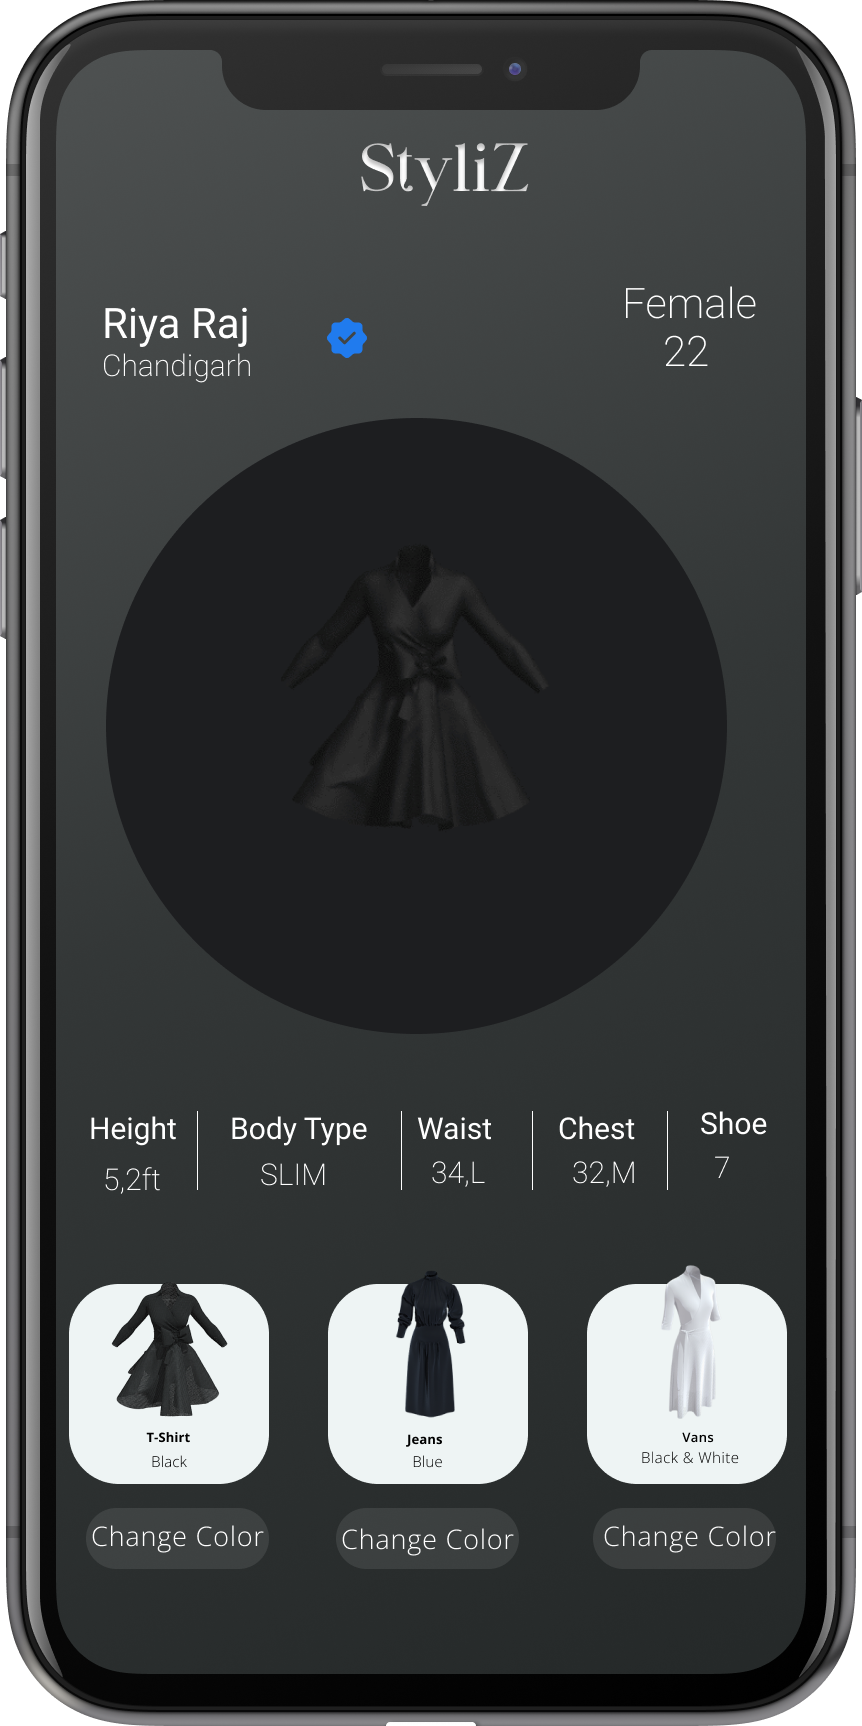 StyliZ
Riya Raj
Chandigarh
Female
22
Height
5,2ft
Body Type
SLIM
Waist
34,L
Chest
32,M
Shoe
7
T-Shirt
Black
Change Color
Jeans
Blue
Change Color
Vans
Black & White
Change Color